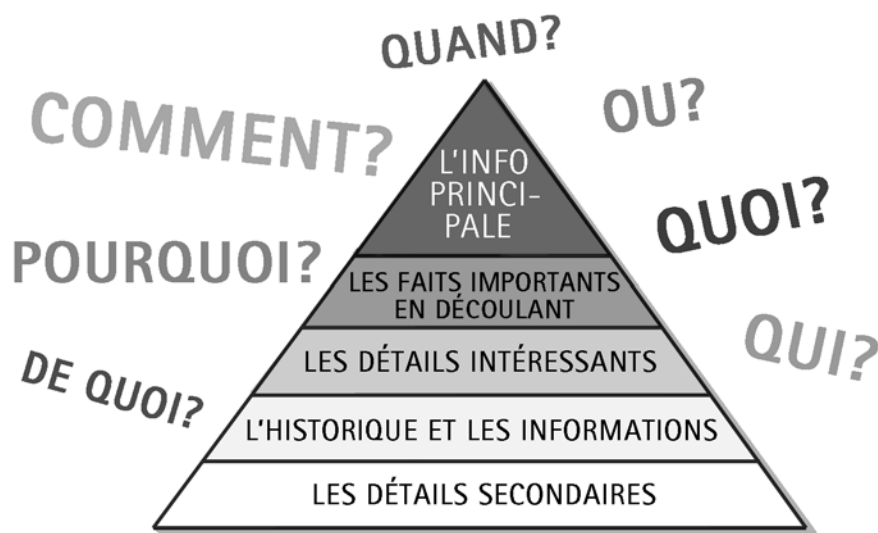 QUAND?
COMMENT?
OU?
L'INFO
PRINCI-
PALE
QUOI?
POURQUOI?
LES FAITS IMPORTANTS
EN DÉCOULANT
QUI?
LES DÉTAILS INTÉRESSANTS
DE QUOI?
L'HISTORIQUE ET LES INFORMATIONS
LES DÉTAILS SECONDAIRES